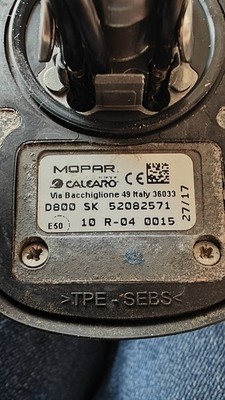 MOPAR
CALEARO CE
Via Bacchiglione 49 Italy 36033
D800 SK 52082571
E50 10 R-04 0015
27/17
>TPE-SEBS<